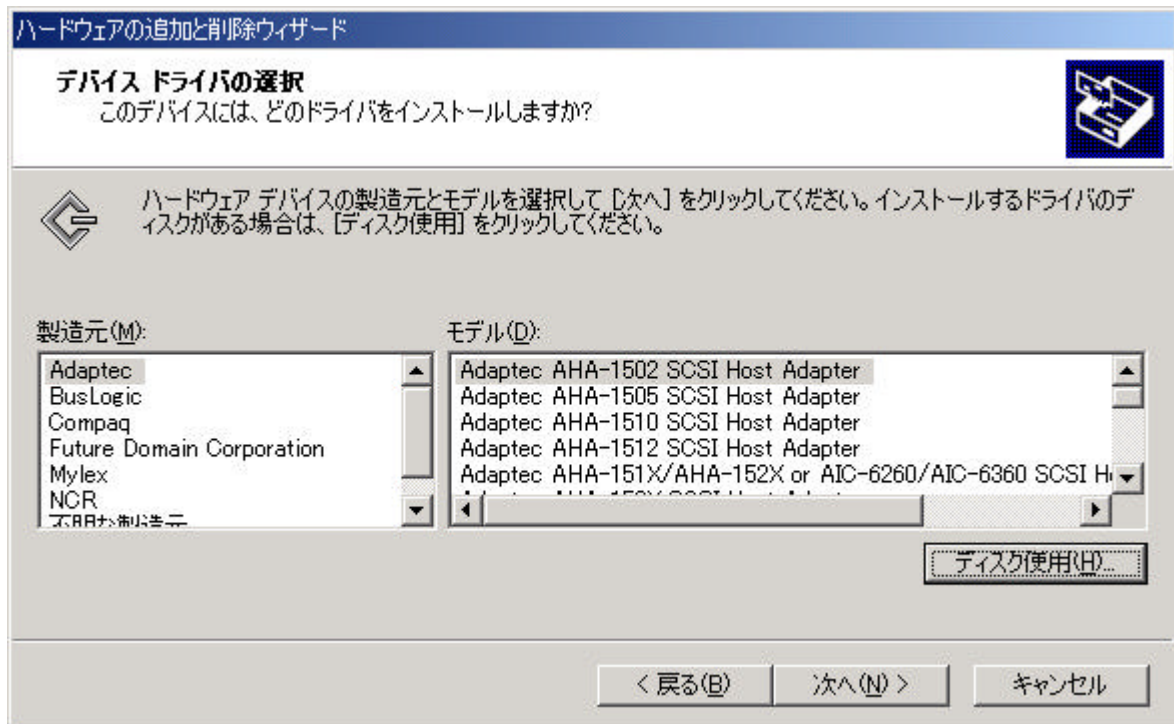 ハードウェアの追加と削除ウィザード
デバイス ドライバの選択
このデバイスには、どのドライバをインストールしますか?
ハードウェア デバイスの製造元とモデルを選択して [次へ] をクリックしてください。インストールするドライバのデ
ィスクがある場合は、[ディスク使用] をクリックしてください。
製造元(M):
Adaptec
BusLogic
Compaq
Future Domain Corporation
Mylex
NCR
不明な製造元
モデル(D):
Adaptec AHA-1502 SCSI Host Adapter
Adaptec AHA-1505 SCSI Host Adapter
Adaptec AHA-1510 SCSI Host Adapter
Adaptec AHA-1512 SCSI Host Adapter
Adaptec AHA-151X/AHA-152X or AIC-6260/AIC-6360 SCSI H
ディスク使用(H)...
< 戻る(B)
次へ(N) >
キャンセル